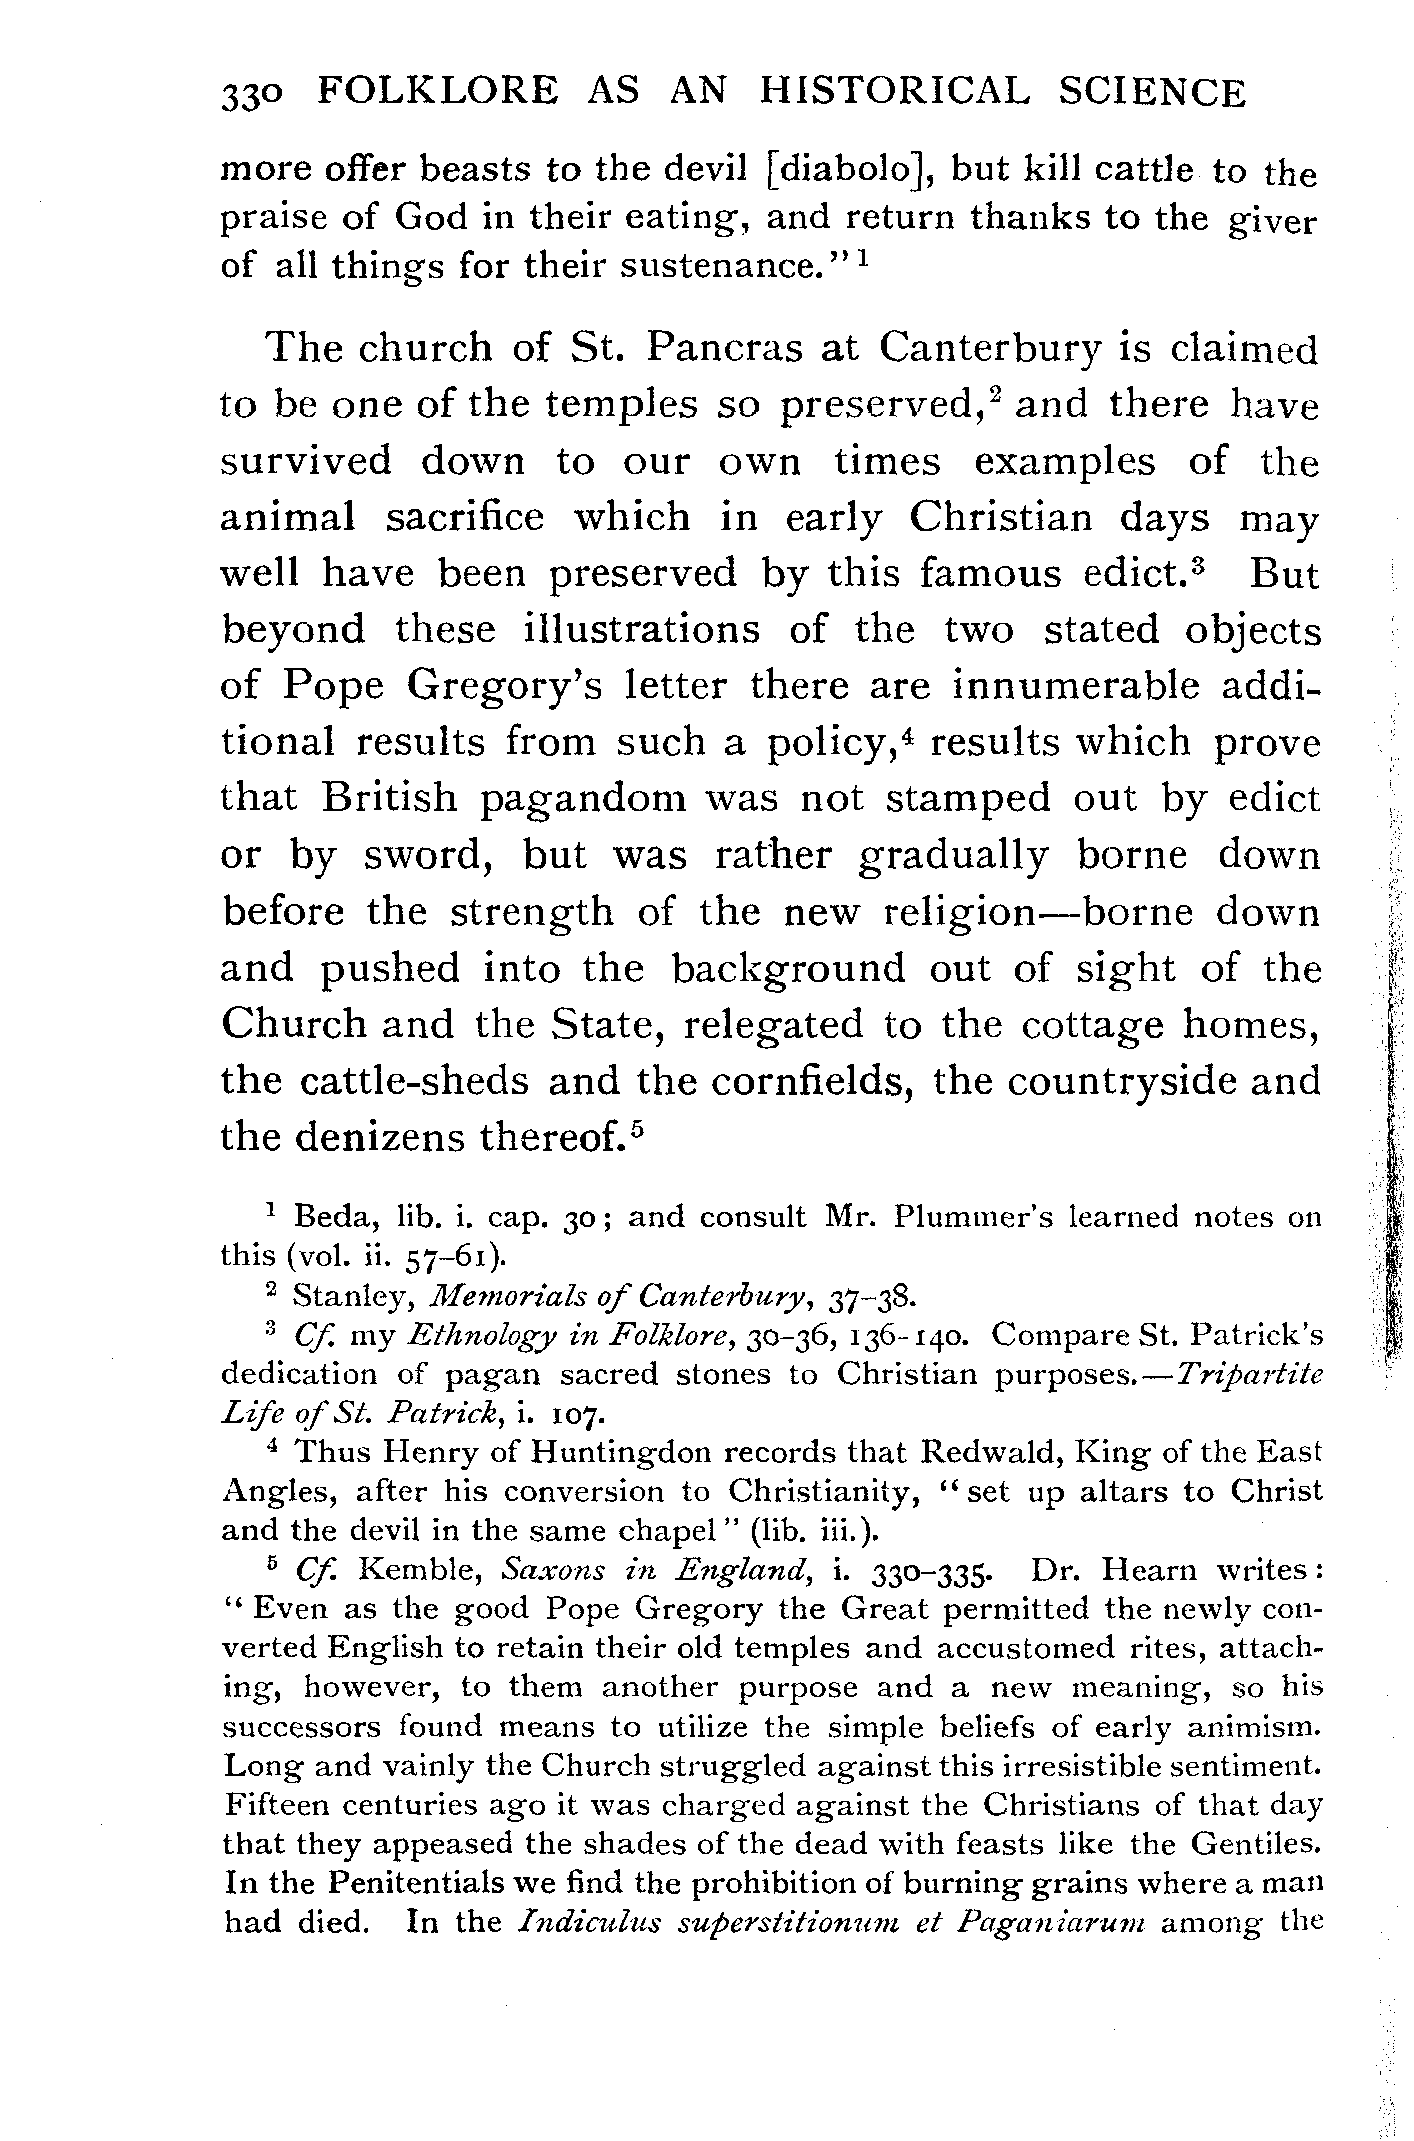 330 FOLKLORE AS AN HISTORICAL SCIENCE
more offer beasts to the devil [diabolo], but kill cattle to the
praise of God in their eating, and return thanks to the giver
of all things for their sustenance." ¹
The church of St. Pancras at Canterbury is claimed
to be one of the temples so preserved,² and there have
survived down to our own times examples of the
animal sacrifice which in early Christian days may
well have been preserved by this famous edict.³ But
beyond these illustrations of the two stated objects
of Pope Gregory's letter there are innumerable addi-
tional results from such a policy,⁴ results which prove
that British pagandom was not stamped out by edict
or by sword, but was rather gradually borne down
before the strength of the new religion—borne down
and pushed into the background out of sight of the
Church and the State, relegated to the cottage homes,
the cattle-sheds and the cornfields, the countryside and
the denizens thereof.⁵
¹ Beda, lib. i. cap. 30; and consult Mr. Plummer's learned notes on
this (vol. ii. 57–61).
² Stanley, Memorials of Canterbury, 37–38.
³ Cf. my Ethnology in Folklore, 30–36, 136–140. Compare St. Patrick's
dedication of pagan sacred stones to Christian purposes.—Tripartite
Life of St. Patrick, i. 107.
⁴ Thus Henry of Huntingdon records that Redwald, King of the East
Angles, after his conversion to Christianity, "set up altars to Christ
and the devil in the same chapel" (lib. iii.).
⁵ Cf. Kemble, Saxons in England, i. 330–335. Dr. Hearn writes:
"Even as the good Pope Gregory the Great permitted the newly con-
verted English to retain their old temples and accustomed rites, attach-
ing, however, to them another purpose and a new meaning, so his
successors found means to utilize the simple beliefs of early animism.
Long and vainly the Church struggled against this irresistible sentiment.
Fifteen centuries ago it was charged against the Christians of that day
that they appeased the shades of the dead with feasts like the Gentiles.
In the Penitentials we find the prohibition of burning grains where a man
had died. In the Indiculus superstitionum et Paganiarum among the